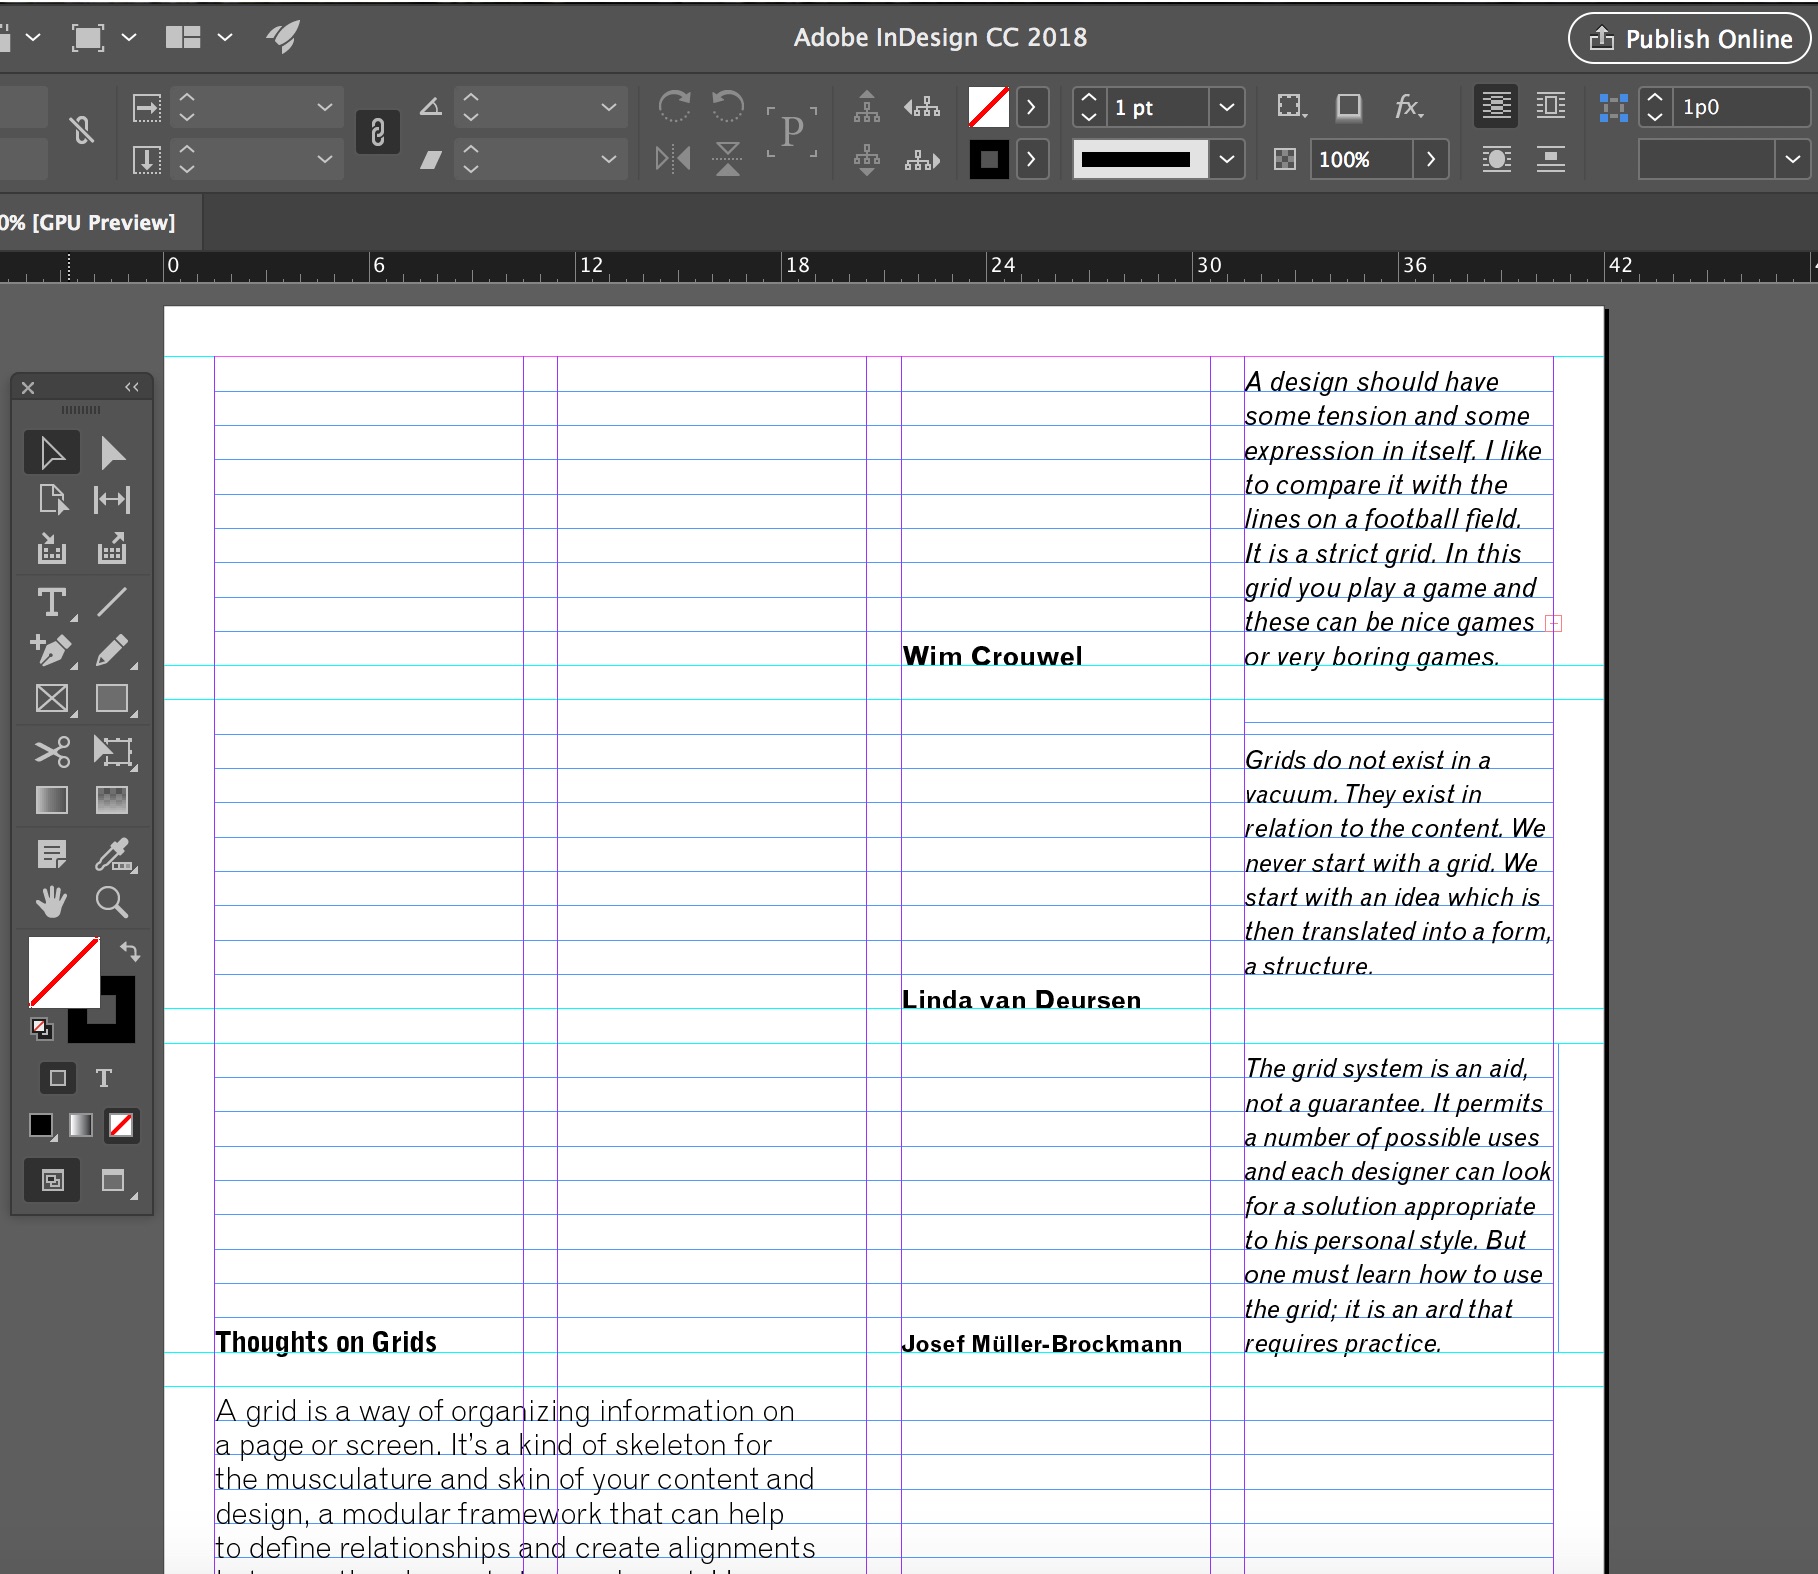 Adobe InDesign CC 2018
Publish Online
1 pt
1p0
P
fx
100%
0% [GPU Preview]
0 6 12 18 24 30 36 42
A design should have
some tension and some
expression in itself. I like
to compare it with the
lines on a football field.
It is a strict grid. In this
grid you play a game and
these can be nice games
Wim Crouwel
or very boring games.
Grids do not exist in a
vacuum. They exist in
relation to the content. We
never start with a grid. We
start with an idea which is
then translated into a form,
a structure.
Linda van Deursen
The grid system is an aid,
not a guarantee. It permits
a number of possible uses
and each designer can look
for a solution appropriate
to his personal style. But
one must learn how to use
the grid; it is an ard that
Thoughts on Grids
Josef Müller-Brockmann
requires practice.
A grid is a way of organizing information on
a page or screen. It’s a kind of skeleton for
the musculature and skin of your content and
design, a modular framework that can help
to define relationships and create alignments